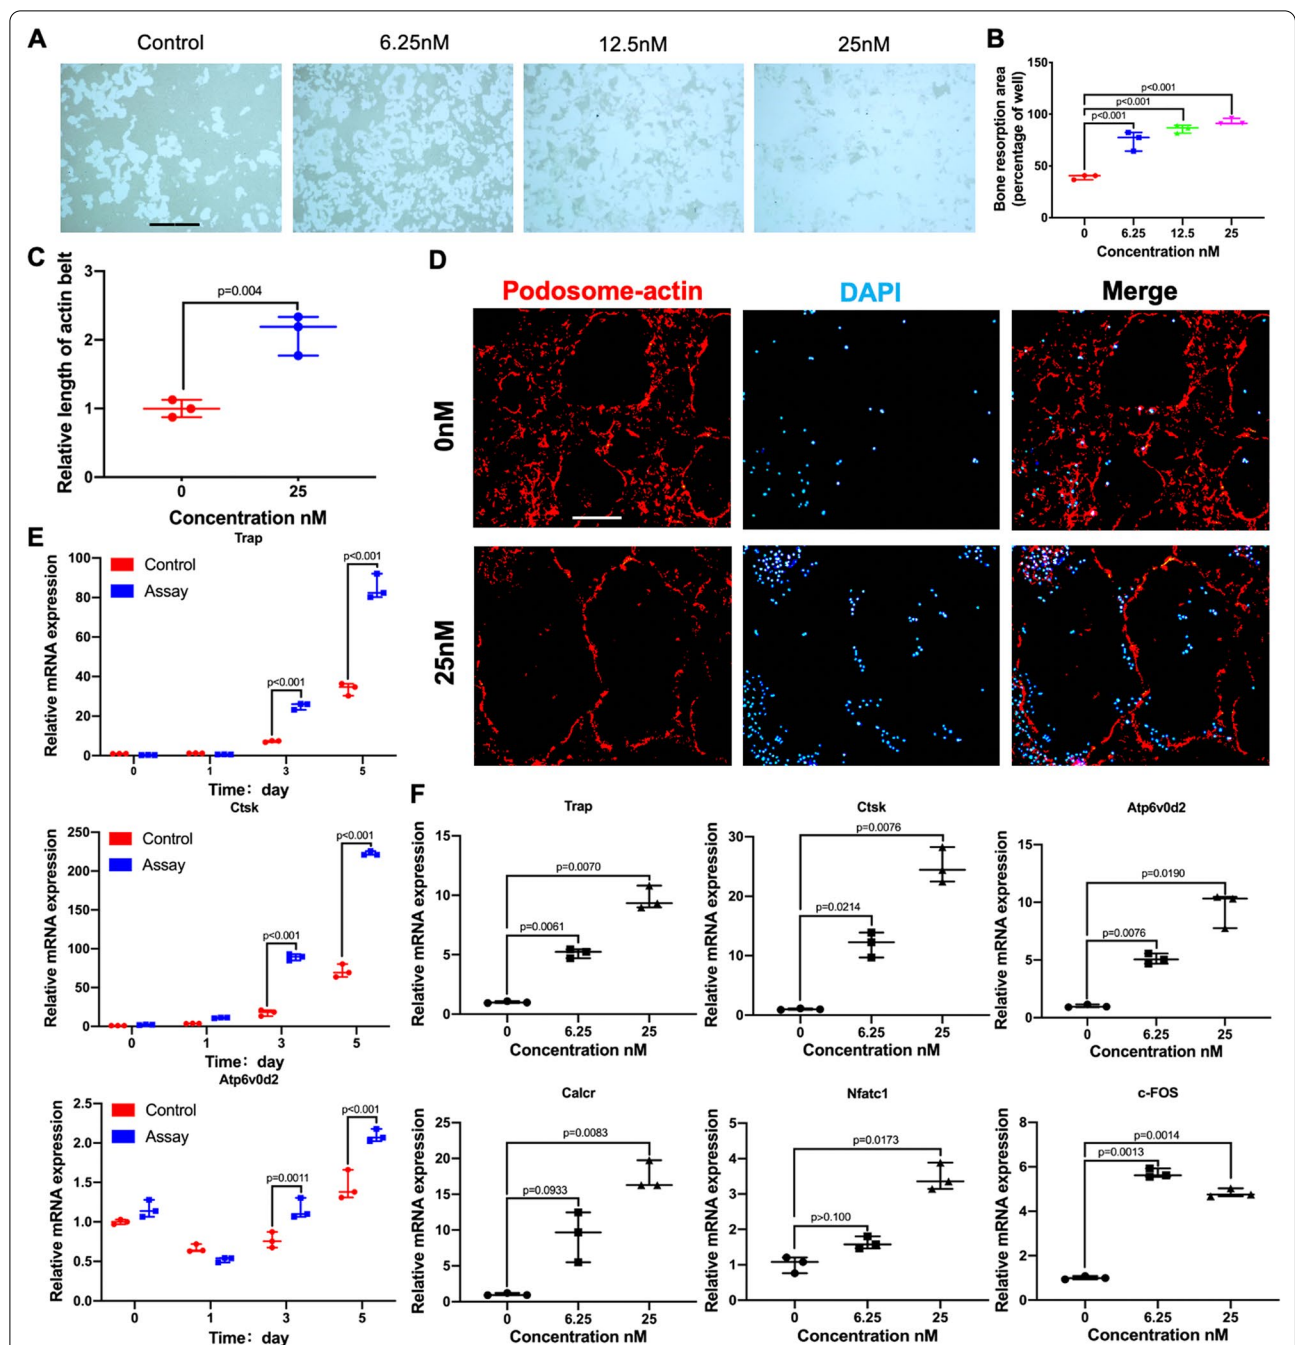 A
Control
6.25nM
12.5nM
25nM
B
Bone resorption area
(percentage of well)
150
100
50
0
p<0.001
p<0.001
p<0.001
0
6.25
12.5
25
Concentration nM
C
Relative length of actin belt
3
2
1
0
p=0.004
0
25
Concentration nM
D
Podosome-actin
DAPI
Merge
0nM
25nM
E
Trap
Relative mRNA expression
100
80
60
40
20
0
Control
Assay
p<0.001
p<0.001
0
1
3
5
Time: day
Ctsk
Relative mRNA expression
250
200
150
100
50
0
Control
Assay
p<0.001
p<0.001
0
1
3
5
Time: day
Atp6v0d2
Relative mRNA expression
2.5
2.0
1.5
1.0
0.5
0.0
Control
Assay
p=0.0011
p<0.001
0
1
3
5
Time: day
F
Trap
Relative mRNA expression
15
10
5
0
p=0.0070
p=0.0061
0
6.25
25
Concentration nM
Ctsk
Relative mRNA expression
30
20
10
0
p=0.0076
p=0.0214
0
6.25
25
Concentration nM
Atp6v0d2
Relative mRNA expression
15
10
5
0
p=0.0190
p=0.0076
0
6.25
25
Concentration nM
Calcr
Relative mRNA expression
25
20
15
10
5
0
p=0.0083
p=0.0933
0
6.25
25
Concentration nM
Nfatc1
Relative mRNA expression
5
4
3
2
1
0
p=0.0173
p>0.100
0
6.25
25
Concentration nM
c-FOS
Relative mRNA expression
8
6
4
2
0
p=0.0014
p=0.0013
0
6.25
25
Concentration nM